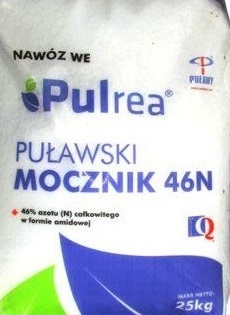 NAWÓZ WE
Pulrea®
PUŁAWY
PUŁAWSKI
MOCZNIK 46N
46% azotu (N) całkowitego
w formie amidowej
Q
MASA NETTO:
25kg